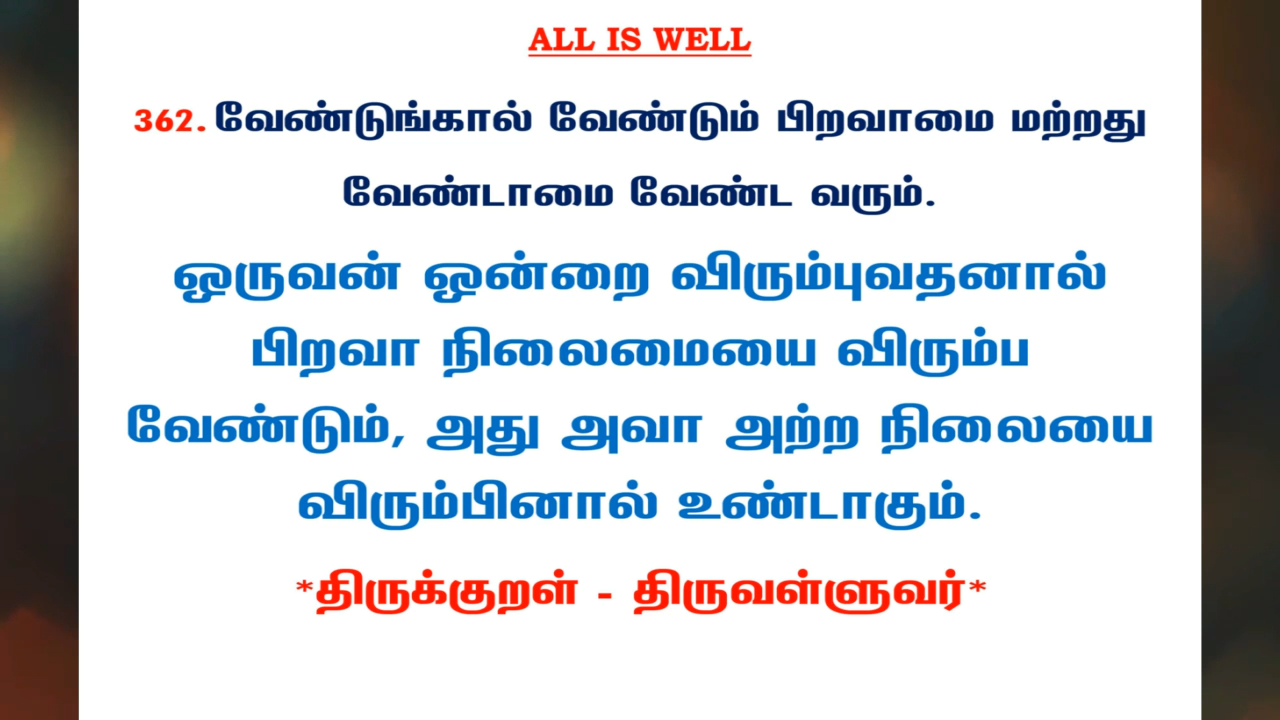 ALL IS WELL
362. வேண்டுங்கால் வேண்டும் பிறவாமை மற்றது
வேண்டாமை வேண்ட வரும்.
ஒருவன் ஒன்றை விரும்புவதனால்
பிறவா நிலைமையை விரும்ப
வேண்டும், அது அவா அற்ற நிலையை
விரும்பினால் உண்டாகும்.
*திருக்குறள் - திருவள்ளுவர்*